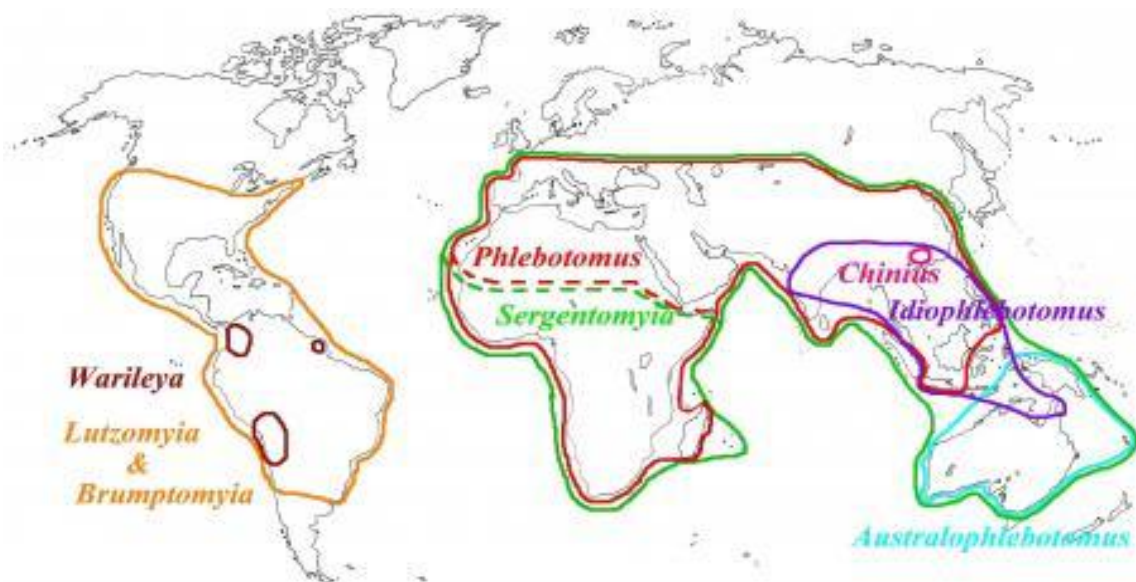 Phlebotomus
Chinius
Sergentomyia
Idiophlebotomus
Warileya
Lutzomyia
&
Brumptomyia
Australophlebotomus